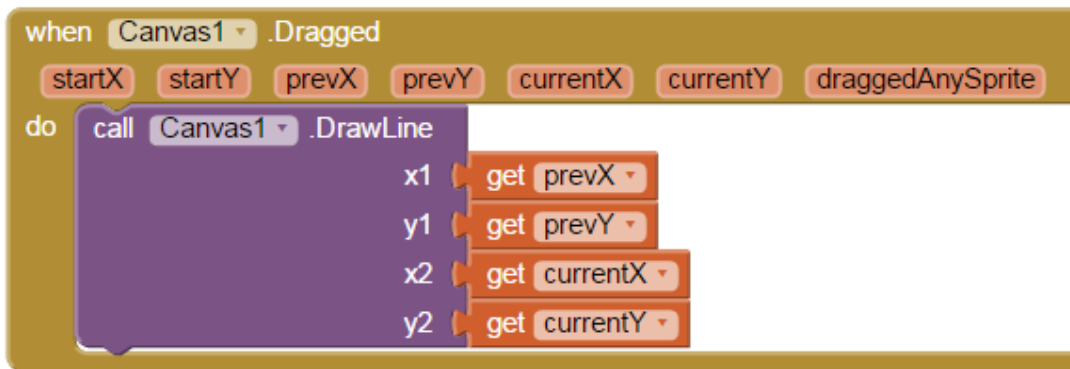 when Canvas1 .Dragged
startX startY prevX prevY currentX currentY draggedAnySprite
do call Canvas1 .DrawLine
x1 get prevX
y1 get prevY
x2 get currentX
y2 get currentY